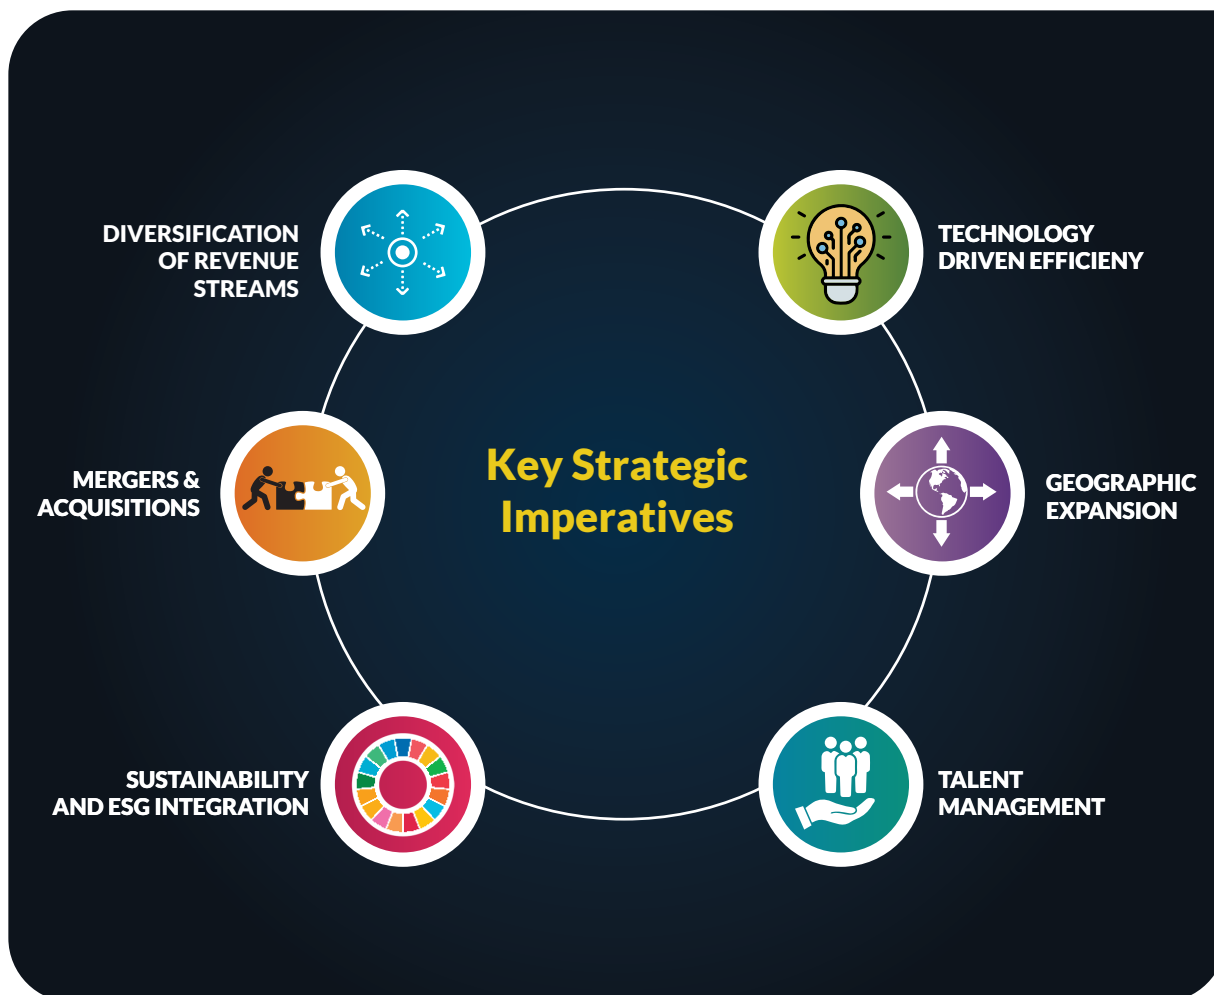 DIVERSIFICATION
OF REVENUE
STREAMS
TECHNOLOGY
DRIVEN EFFICIENY
MERGERS &
ACQUISITIONS
Key Strategic
Imperatives
GEOGRAPHIC
EXPANSION
SUSTAINABILITY
AND ESG INTEGRATION
TALENT
MANAGEMENT